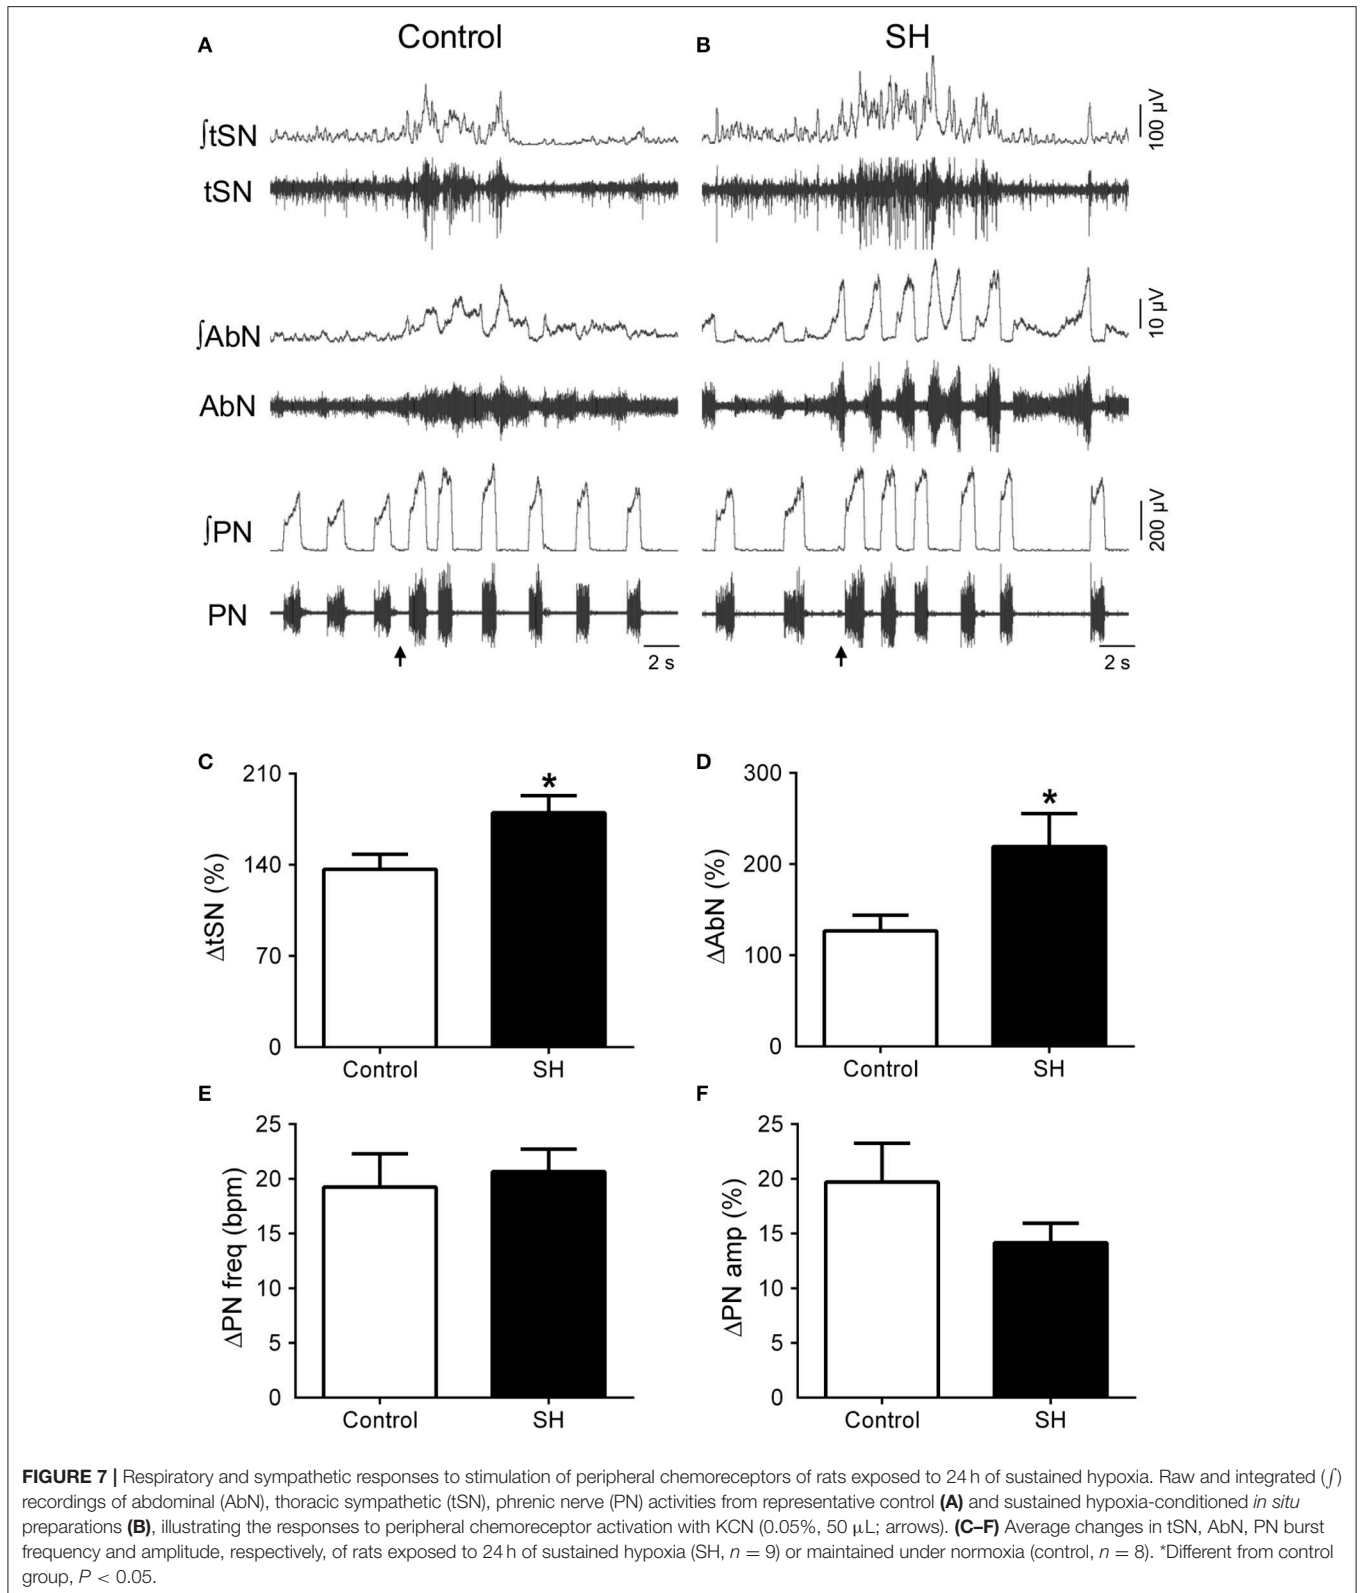 A Control B SH
∫tSN
100 µV
tSN
∫AbN
10 µV
AbN
∫PN
200 µV
PN
2 s 2 s
C D
210 300
* *
140 200
ΔtSN (%) ΔAbN (%)
70 100
0 0
Control SH Control SH
E F
25 25
20 20
15 15
ΔPN freq (bpm) ΔPN amp (%)
10 10
5 5
0 0
Control SH Control SH
FIGURE 7 | Respiratory and sympathetic responses to stimulation of peripheral chemoreceptors of rats exposed to 24 h of sustained hypoxia. Raw and integrated (∫)
recordings of abdominal (AbN), thoracic sympathetic (tSN), phrenic nerve (PN) activities from representative control (A) and sustained hypoxia-conditioned in situ
preparations (B), illustrating the responses to peripheral chemoreceptor activation with KCN (0.05%, 50 µL; arrows). (C–F) Average changes in tSN, AbN, PN burst
frequency and amplitude, respectively, of rats exposed to 24 h of sustained hypoxia (SH, n = 9) or maintained under normoxia (control, n = 8). *Different from control
group, P < 0.05.